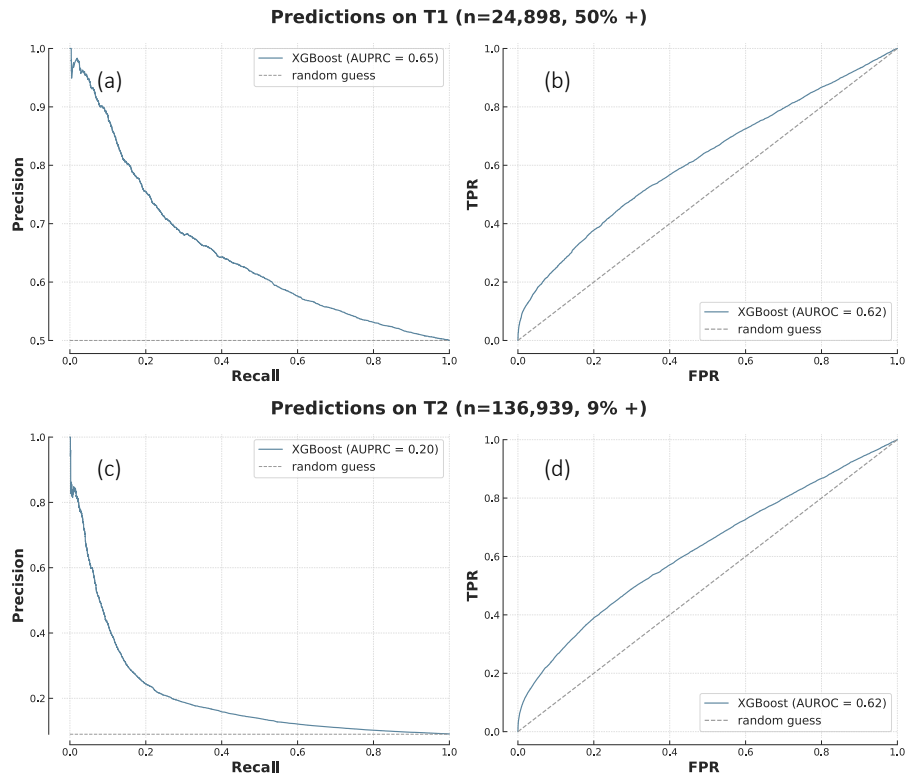 Predictions on T1 (n=24,898, 50% +)
(a)
XGBoost (AUPRC = 0.65)
random guess
1.0
0.9
0.8
0.7
0.6
0.5
Precision
0.0 0.2 0.4 0.6 0.8 1.0
Recall
(b)
1.0
0.8
0.6
0.4
0.2
0.0
TPR
XGBoost (AUROC = 0.62)
random guess
0.0 0.2 0.4 0.6 0.8 1.0
FPR
Predictions on T2 (n=136,939, 9% +)
(c)
XGBoost (AUPRC = 0.20)
random guess
1.0
0.8
0.6
0.4
0.2
Precision
0.0 0.2 0.4 0.6 0.8 1.0
Recall
(d)
1.0
0.8
0.6
0.4
0.2
0.0
TPR
XGBoost (AUROC = 0.62)
random guess
0.0 0.2 0.4 0.6 0.8 1.0
FPR